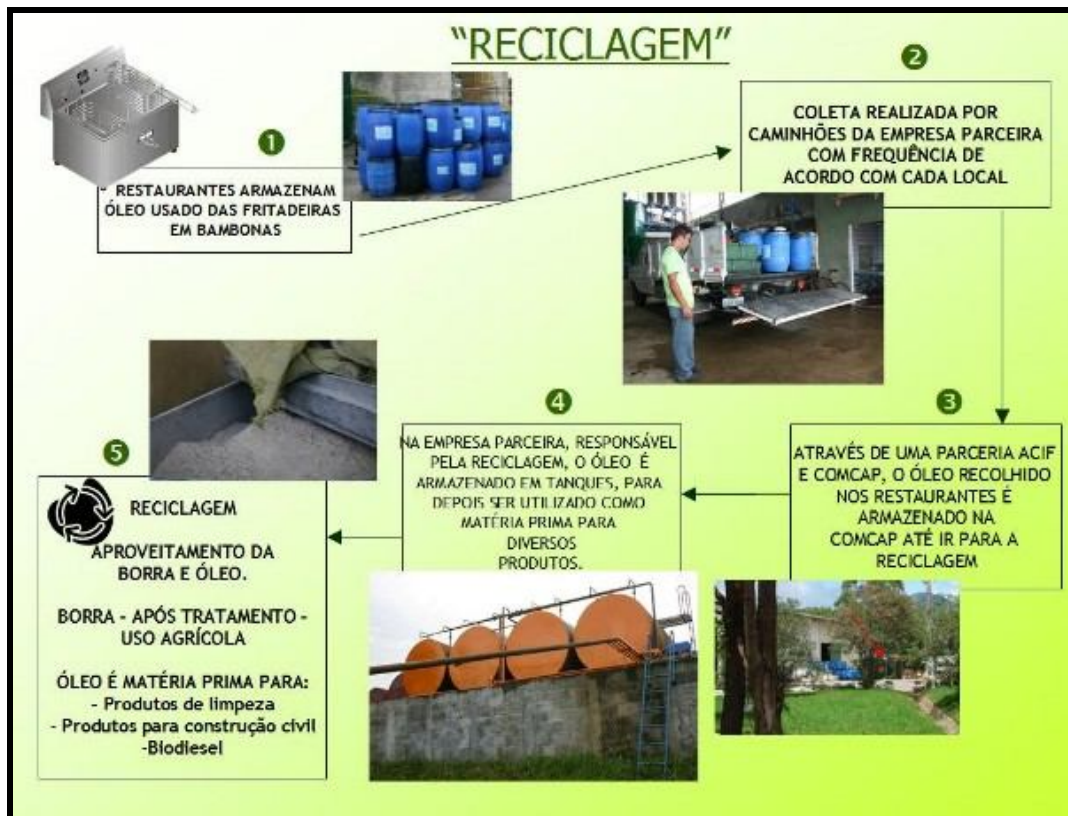 "RECICLAGEM"
1
- RESTAURANTES ARMAZENAM
ÓLEO USADO DAS FRITADEIRAS
EM BAMBONAS
2
COLETA REALIZADA POR
CAMINHÕES DA EMPRESA PARCEIRA
COM FREQUÊNCIA DE
ACORDO COM CADA LOCAL
3
ATRAVÉS DE UMA PARCERIA ACIF
E COMCAP, O ÓLEO RECOLHIDO
NOS RESTAURANTES É
ARMAZENADO NA
COMCAP ATÉ IR PARA A
RECICLAGEM
4
NA EMPRESA PARCEIRA, RESPONSÁVEL
PELA RECICLAGEM, O ÓLEO É
ARMAZENADO EM TANQUES, PARA
DEPOIS SER UTILIZADO COMO
MATÉRIA PRIMA PARA
DIVERSOS
PRODUTOS.
5
RECICLAGEM
APROVEITAMENTO DA
BORRA E ÓLEO.
BORRA - APÓS TRATAMENTO -
USO AGRÍCOLA
ÓLEO É MATÉRIA PRIMA PARA:
- Produtos de limpeza
- Produtos para construção civil
-Biodiesel